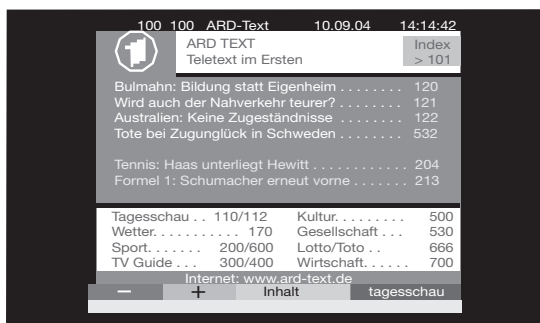 100 100 ARD-Text 10.09.04 14:14:42
ARD TEXT Index
Teletext im Ersten > 101
Bulmahn: Bildung statt Eigenheim . . . . . . . . 120
Wird auch der Nahverkehr teurer? . . . . . . . . 121
Australien: Keine Zugeständnisse . . . . . . . . 122
Tote bei Zugunglück in Schweden . . . . . . . . 532
Tennis: Haas unterliegt Hewitt . . . . . . . . . . . . 204
Formel 1: Schumacher erneut vorne . . . . . . . 213
Tagesschau . . 110/112 Kultur. . . . . . . . . 500
Wetter. . . . . . . . . . . 170 Gesellschaft . . . 530
Sport. . . . . . . 200/600 Lotto/Toto . . 666
TV Guide . . . 300/400 Wirtschaft. . . . . . 700
Internet: www.ard-text.de
− + Inhalt tagesschau